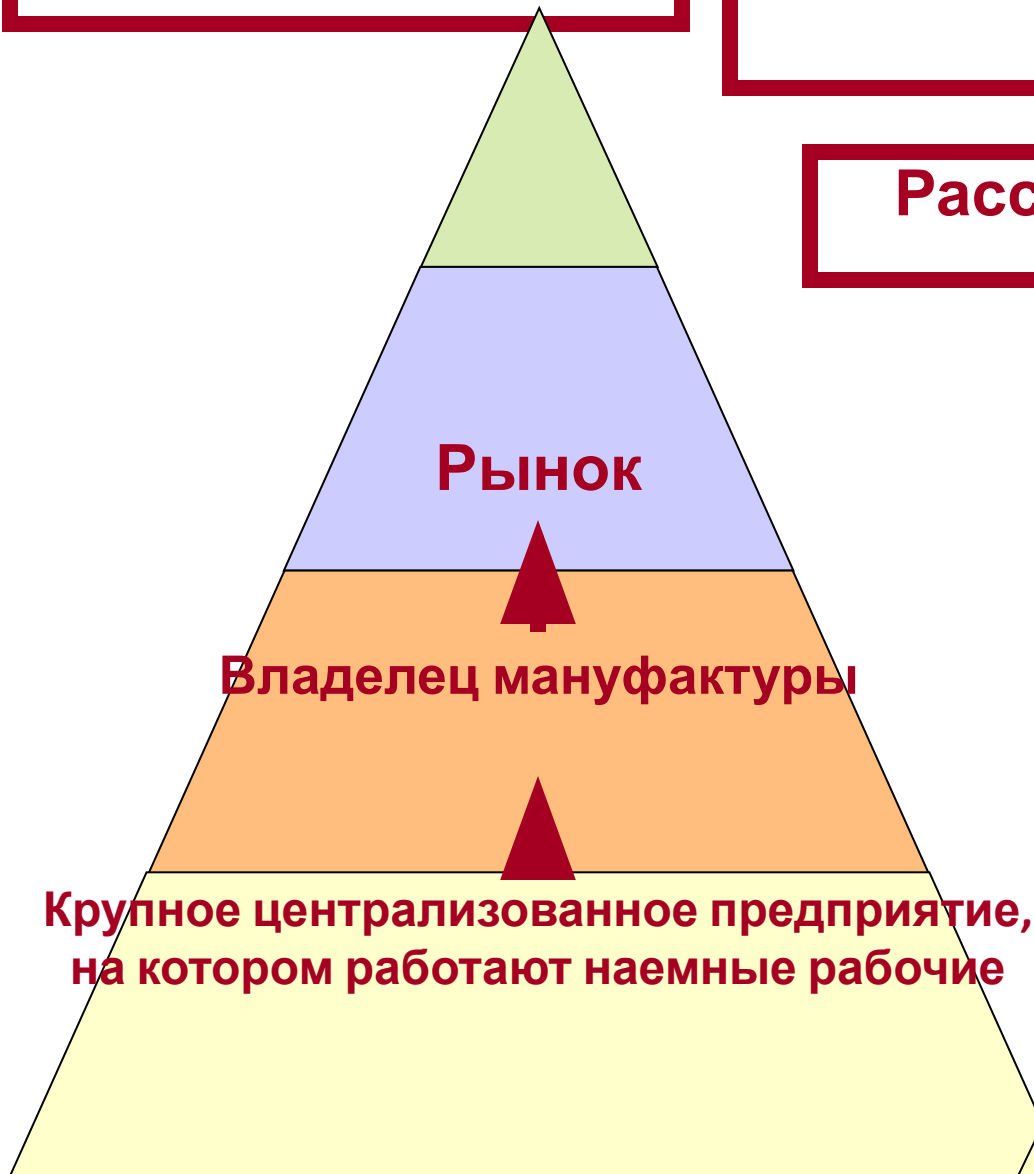 Расс
Рынок
Владелец мануфактуры
Крупное централизованное предприятие,
на котором работают наемные рабочие